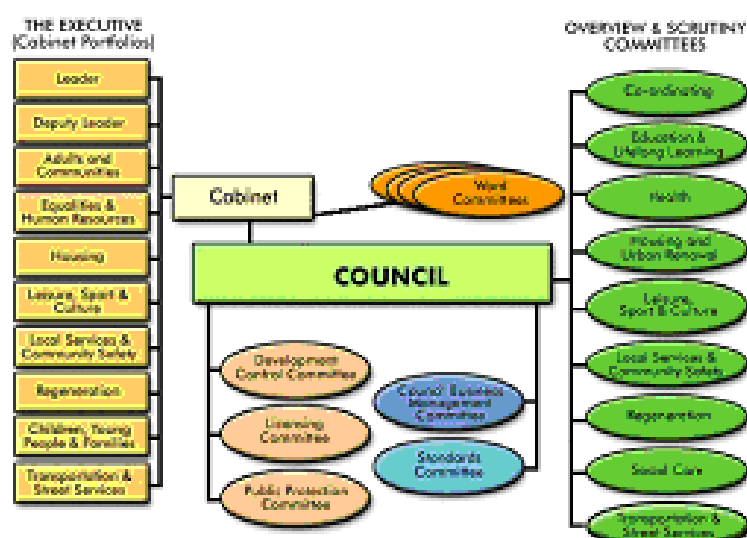 THE EXECUTIVE
(Cabinet Portfolios)
Leader
Deputy Leader
Adults and
Communities
Equalities &
Human Resources
Housing
Leisure, Sport &
Culture
Local Services &
Community Safety
Regeneration
Children, Young
People & Families
Transportation &
Street Services
Cabinet
Ward
Committees
COUNCIL
Development
Control Committee
Licensing
Committee
Public Protection
Committee
Council Business
Management
Committee
Standards
Committee
OVERVIEW & SCRUTINY
COMMITTEES
Co-ordinating
Education &
Lifelong Learning
Health
Housing and
Urban Renewal
Leisure,
Sport & Culture
Local Services &
Community Safety
Regeneration
Social Care
Transportation &
Street Services